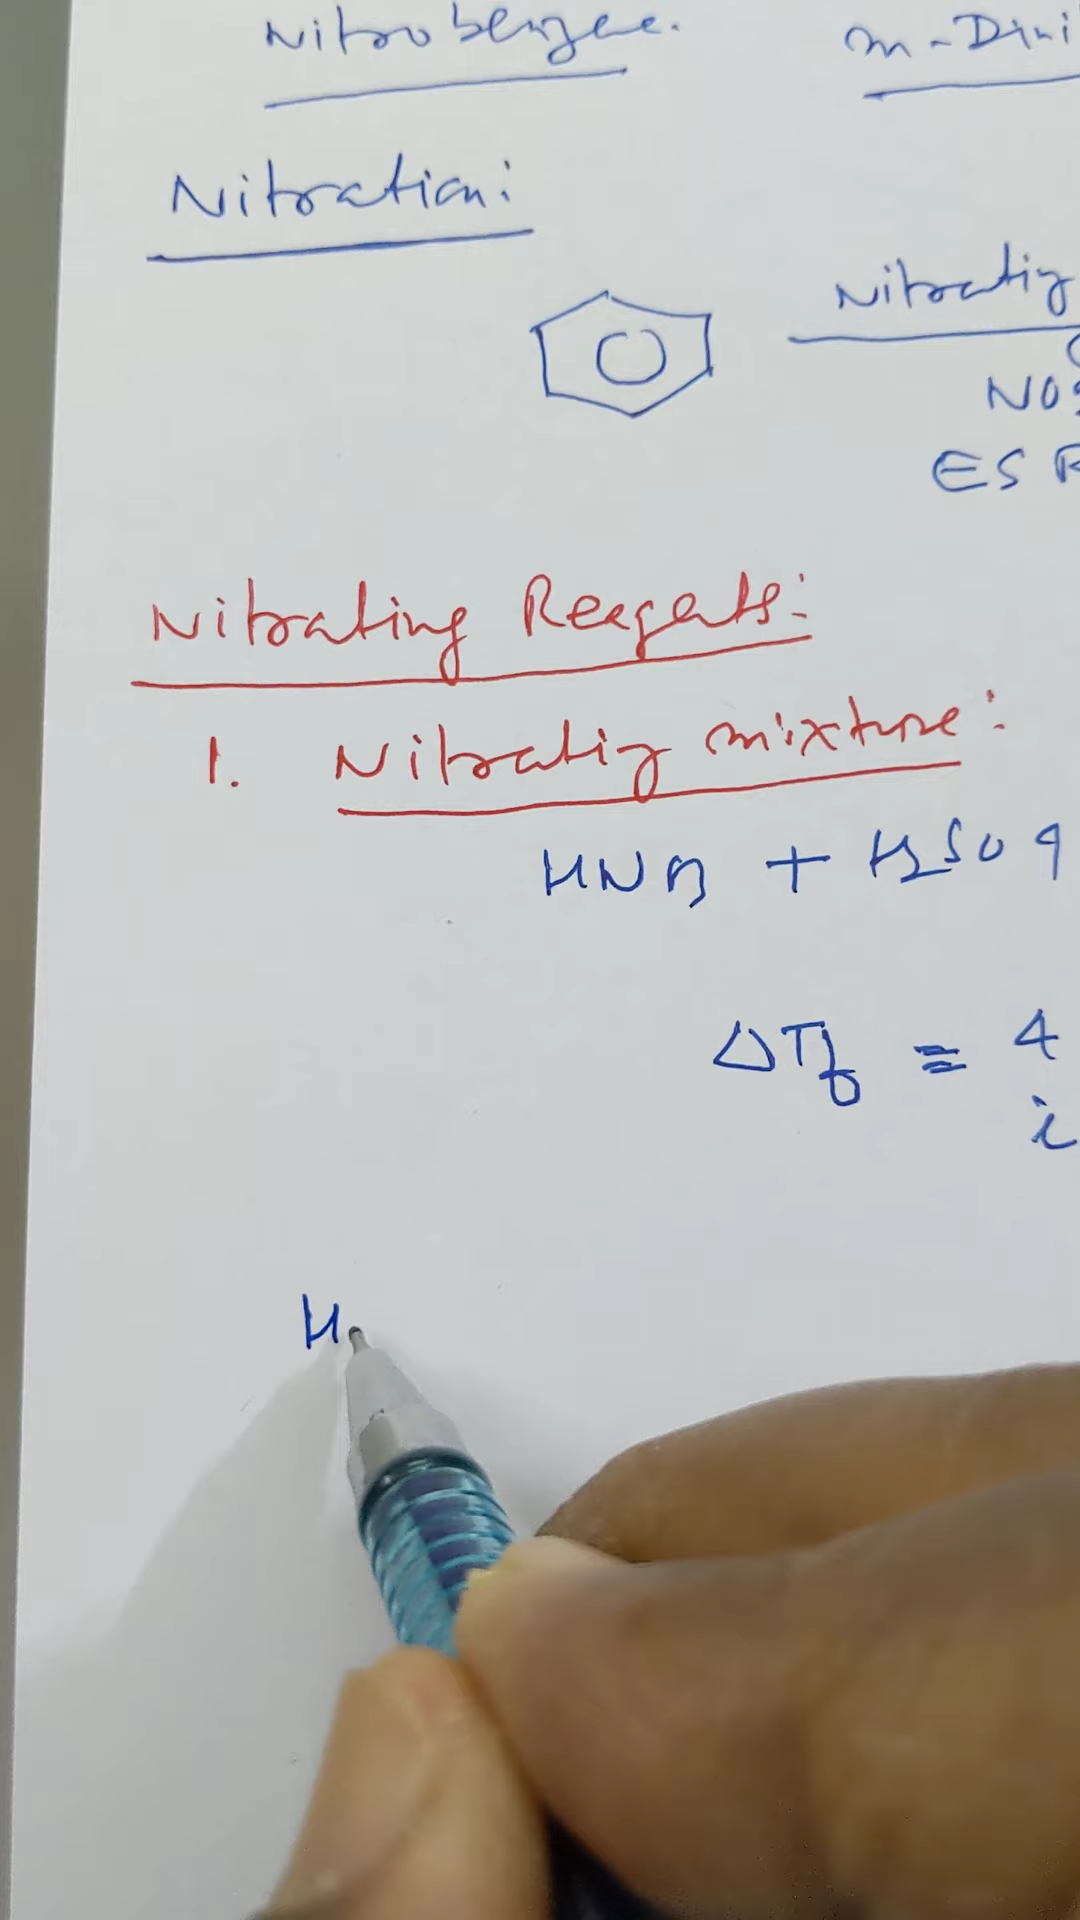 Nitrobenzene. m-Dini
Nitration:
Nitrating
NO
ES
Nitrating Reagents:
1. Nitrating mixture:
HNO3 + H2SO4
ΔTf = 4
i
H